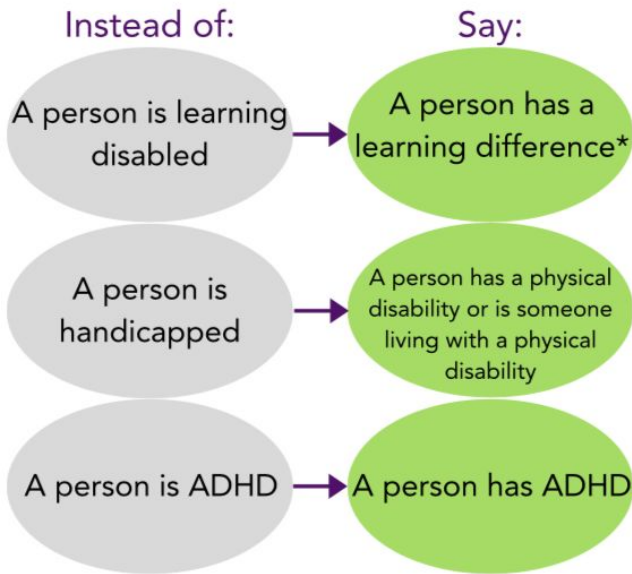 Instead of:
Say:
A person is learning
disabled
A person has a
learning difference*
A person is
handicapped
A person has a physical
disability or is someone
living with a physical
disability
A person is ADHD
A person has ADHD